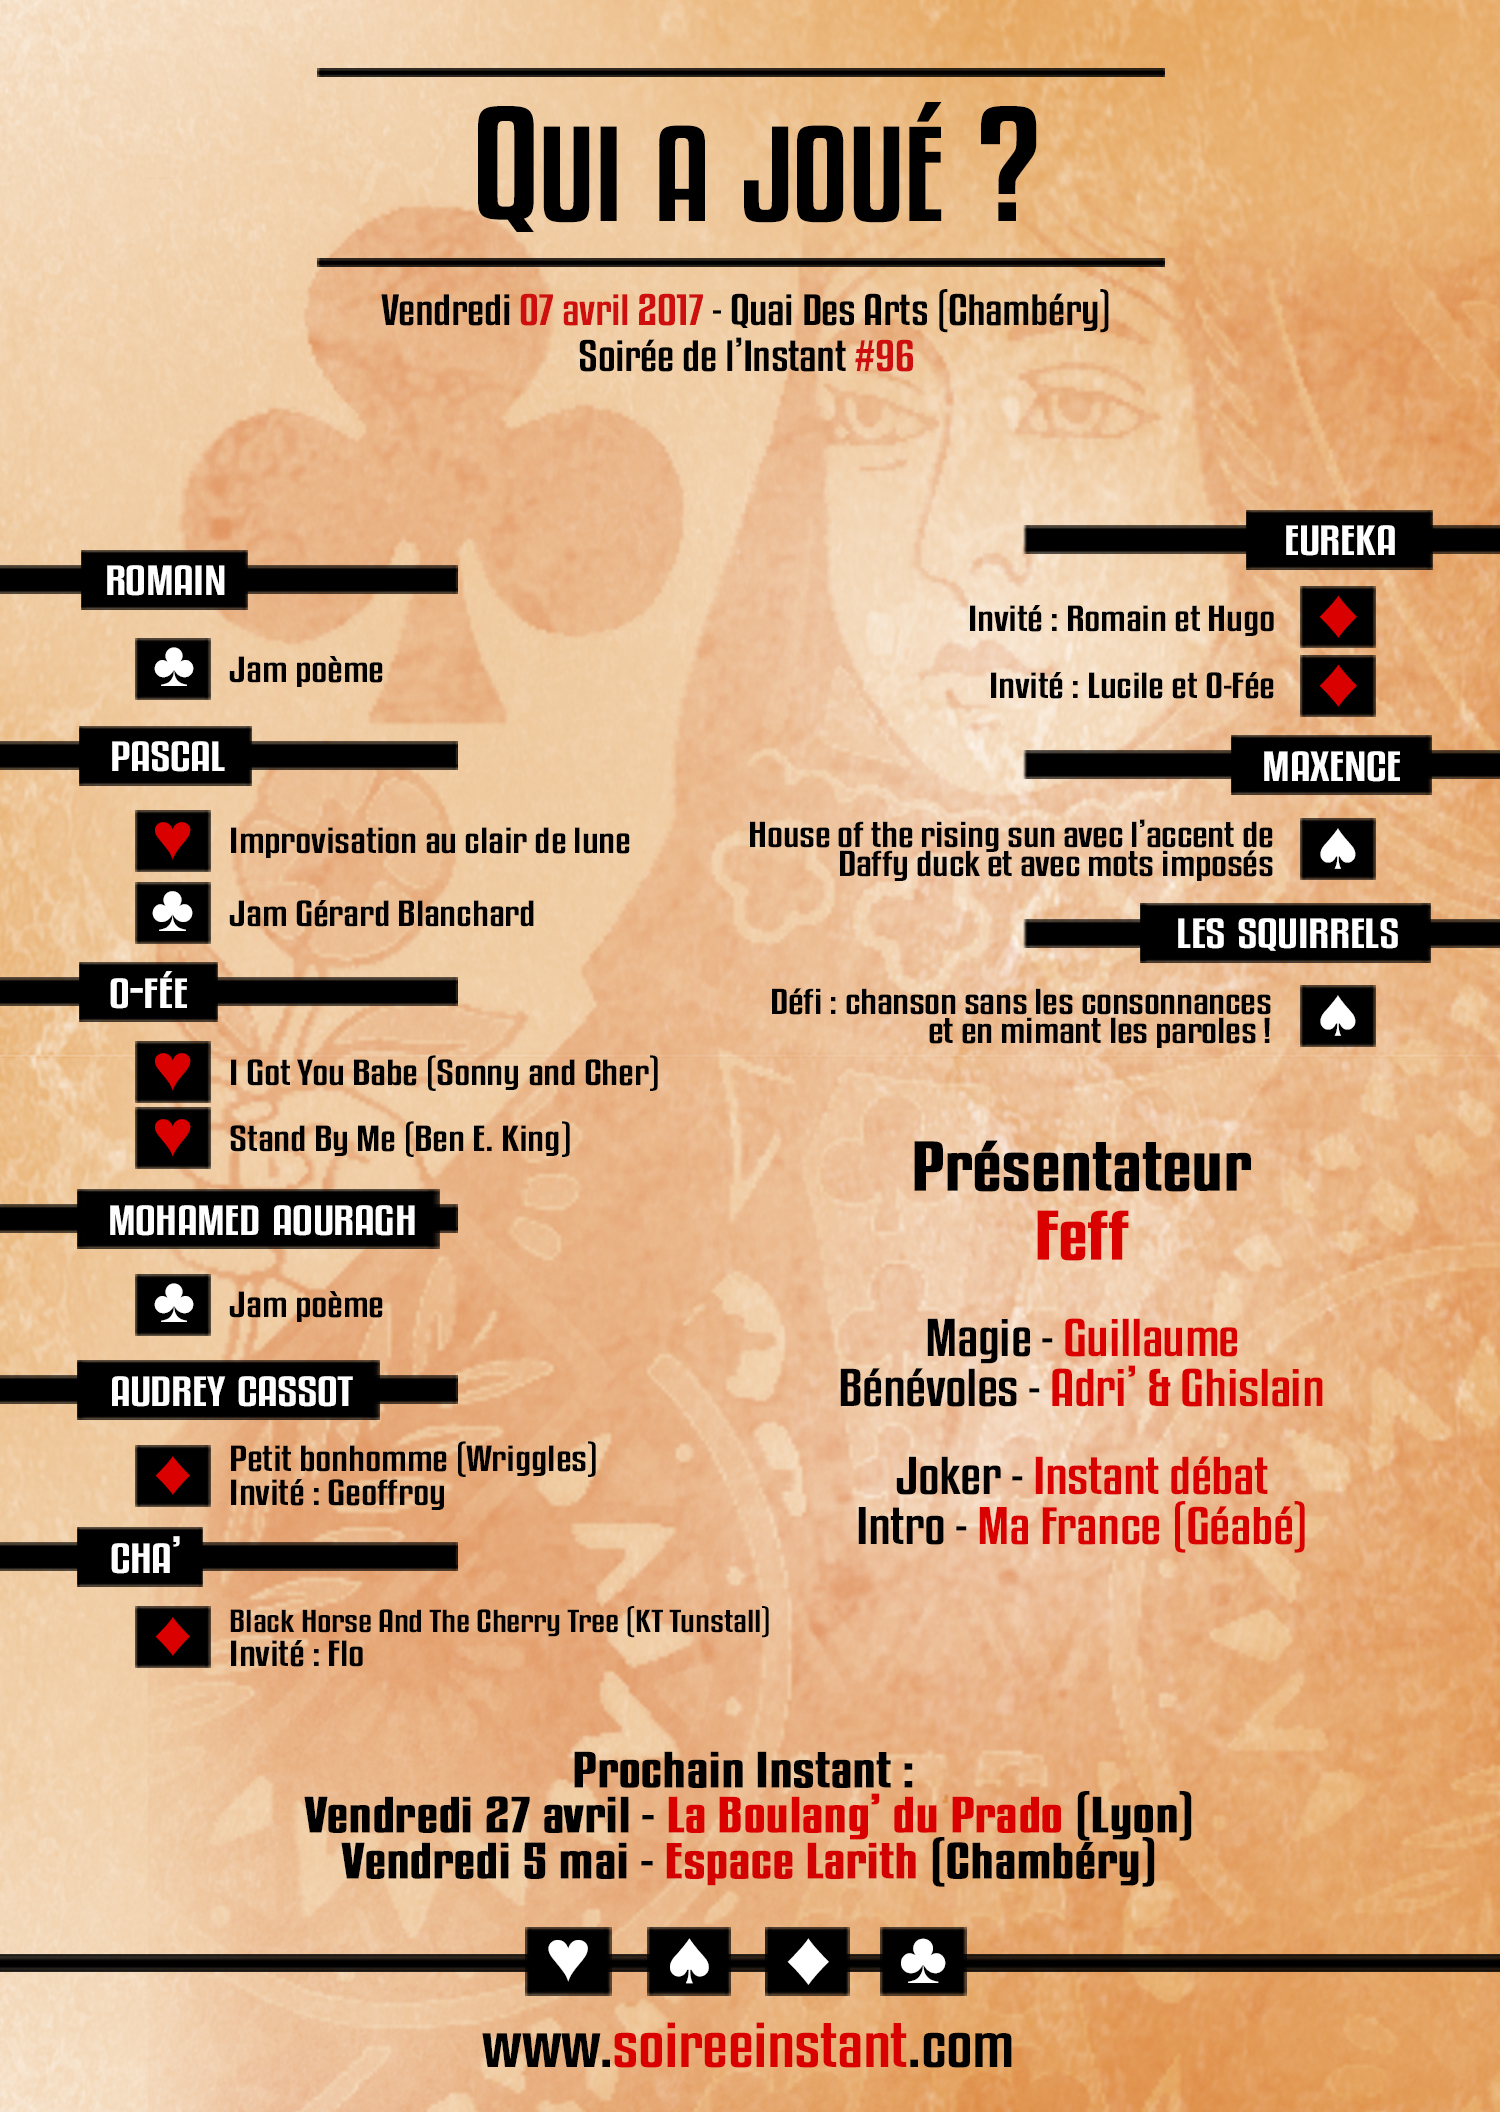 Qui a joué ?
Vendredi 07 avril 2017 - Quai Des Arts (Chambéry)
Soirée de l'Instant #96
ROMAIN
Jam poème
PASCAL
Improvisation au clair de lune
Jam Gérard Blanchard
O-FÉE
I Got You Babe (Sonny and Cher)
Stand By Me (Ben E. King)
MOHAMED AOURAGH
Jam poème
AUDREY CASSOT
Petit bonhomme (Wriggles)
Invité : Geoffroy
CHA'
Black Horse And The Cherry Tree (KT Tunstall)
Invité : Flo
EUREKA
Invité : Romain et Hugo
Invité : Lucile et O-Fée
MAXENCE
House of the rising sun avec l'accent de
Daffy duck et avec mots imposés
LES SQUIRRELS
Défi : chanson sans les consonnances
et en mimant les paroles !
Présentateur
Feff
Magie - Guillaume
Bénévoles - Adri' & Ghislain
Joker - Instant débat
Intro - Ma France (Géabé)
Prochain Instant :
Vendredi 27 avril - La Boulang' du Prado (Lyon)
Vendredi 5 mai - Espace Larith (Chambéry)
www.soireeinstant.com